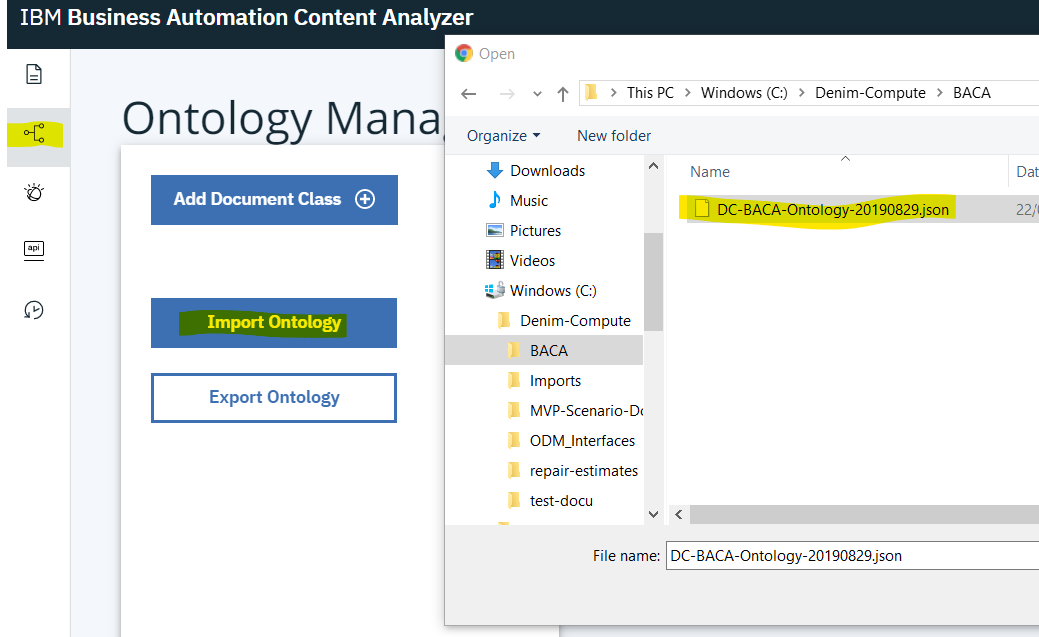 IBM Business Automation Content Analyzer
Open
This PC > Windows (C:) > Denim-Compute > BACA
Organize
New folder
Ontology Mana
Add Document Class
Import Ontology
Export Ontology
api
Downloads
Music
Pictures
Videos
Windows (C:)
Denim-Compute
BACA
Imports
MVP-Scenario-Do
ODM_Interfaces
repair-estimates
test-docu
Name
Dat
DC-BACA-Ontology-20190829.json
22/
File name: DC-BACA-Ontology-20190829.json